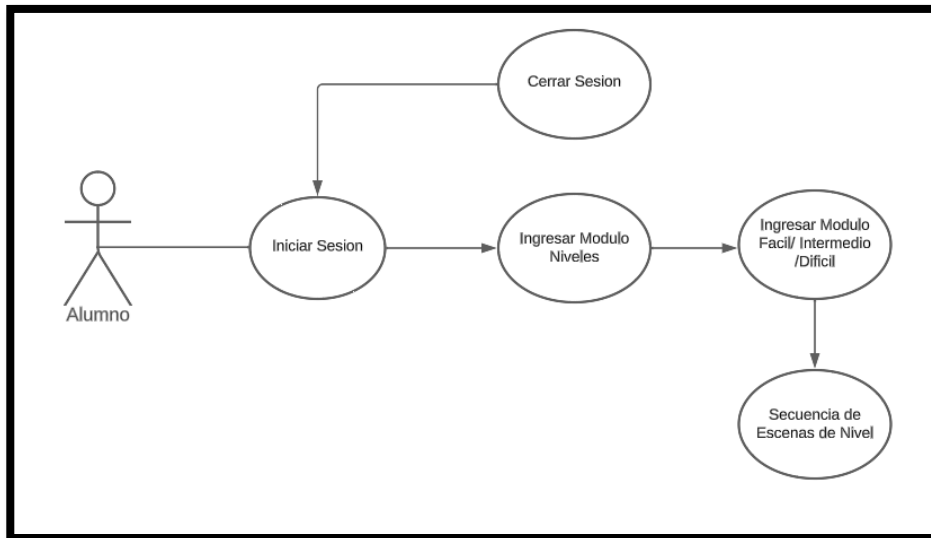 Cerrar Sesion
Iniciar Sesion
Ingresar Modulo
Niveles
Ingresar Modulo
Facil/ Intermedio
/Dificil
Alumno
Secuencia de
Escenas de Nivel